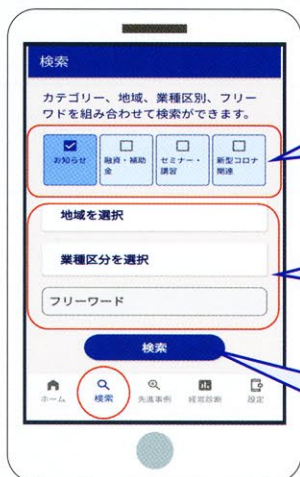 検索
カテゴリー、地域、業種区別、フリー
ワドを組み合わせて検索ができます。
お知らせ
融資・補助
金
セミナー・
講習
新型コロナ
関連
地域を選択
業種区分を選択
フリーワード
検索
ホーム
検索
先進事例
経営診断
設定